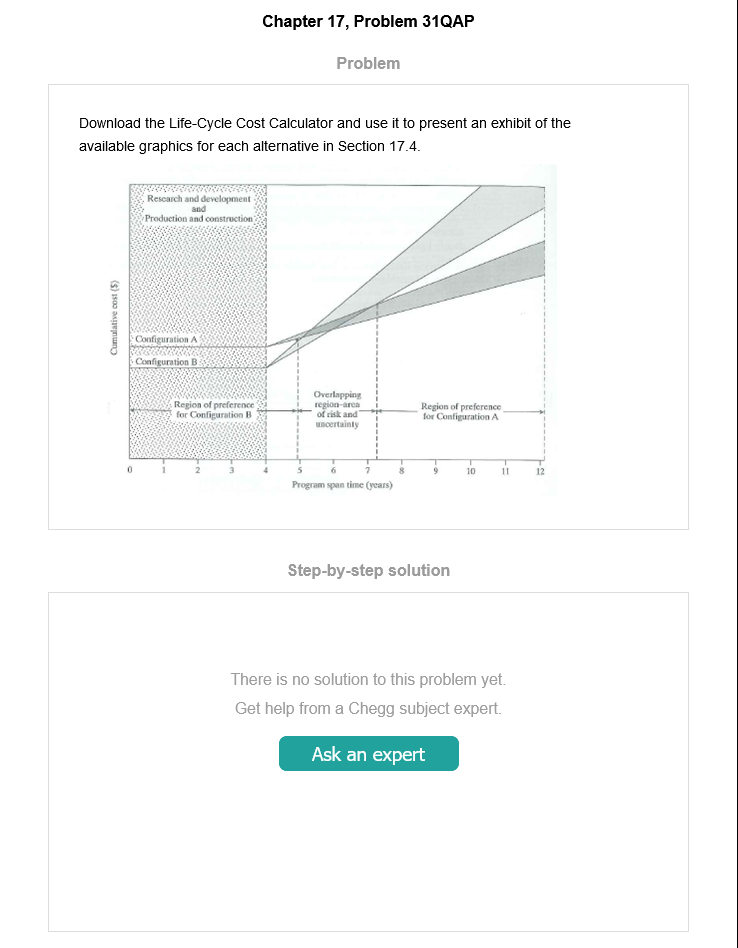 Chapter 17, Problem 31QAP
Problem
Download the Life-Cycle Cost Calculator and use it to present an exhibit of the
available graphics for each alternative in Section 17.4.
Research and development
and
Production and construction
Cumulative cost ($)
Configuration A
Configuration B
Region of preference
for Configuration B
Overlapping
region-area
of risk and
uncertainty
Region of preference
for Configuration A
0 1 2 3 4 5 6 7 8 9 10 11 12
Program span time (years)
Step-by-step solution
There is no solution to this problem yet.
Get help from a Chegg subject expert.
Ask an expert